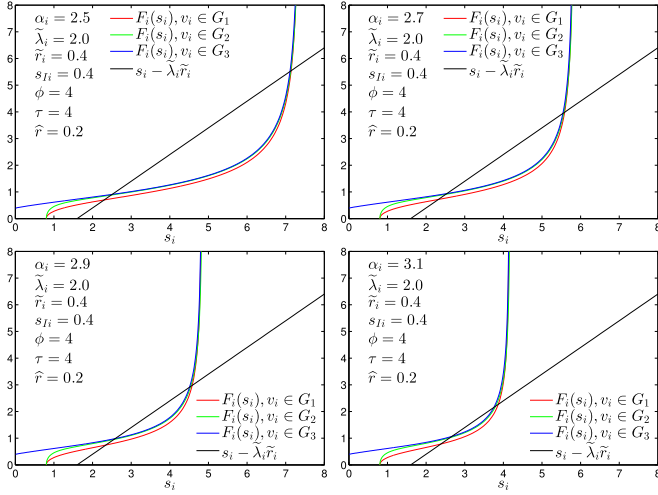 α_i = 2.5
λ̃_i = 2.0
r̃_i = 0.4
s_{Ii} = 0.4
ϕ = 4
τ = 4
r̂ = 0.2
F_i(s_i), v_i ∈ G_1
F_i(s_i), v_i ∈ G_2
F_i(s_i), v_i ∈ G_3
s_i − λ̃_i r̃_i
8
7
6
5
4
3
2
1
0
0 1 2 3 4 5 6 7 8
s_i
α_i = 2.7
λ̃_i = 2.0
r̃_i = 0.4
s_{Ii} = 0.4
ϕ = 4
τ = 4
r̂ = 0.2
F_i(s_i), v_i ∈ G_1
F_i(s_i), v_i ∈ G_2
F_i(s_i), v_i ∈ G_3
s_i − λ̃_i r̃_i
8
7
6
5
4
3
2
1
0
0 1 2 3 4 5 6 7 8
s_i
α_i = 2.9
λ̃_i = 2.0
r̃_i = 0.4
s_{Ii} = 0.4
ϕ = 4
τ = 4
r̂ = 0.2
F_i(s_i), v_i ∈ G_1
F_i(s_i), v_i ∈ G_2
F_i(s_i), v_i ∈ G_3
s_i − λ̃_i r̃_i
8
7
6
5
4
3
2
1
0
0 1 2 3 4 5 6 7 8
s_i
α_i = 3.1
λ̃_i = 2.0
r̃_i = 0.4
s_{Ii} = 0.4
ϕ = 4
τ = 4
r̂ = 0.2
F_i(s_i), v_i ∈ G_1
F_i(s_i), v_i ∈ G_2
F_i(s_i), v_i ∈ G_3
s_i − λ̃_i r̃_i
8
7
6
5
4
3
2
1
0
0 1 2 3 4 5 6 7 8
s_i